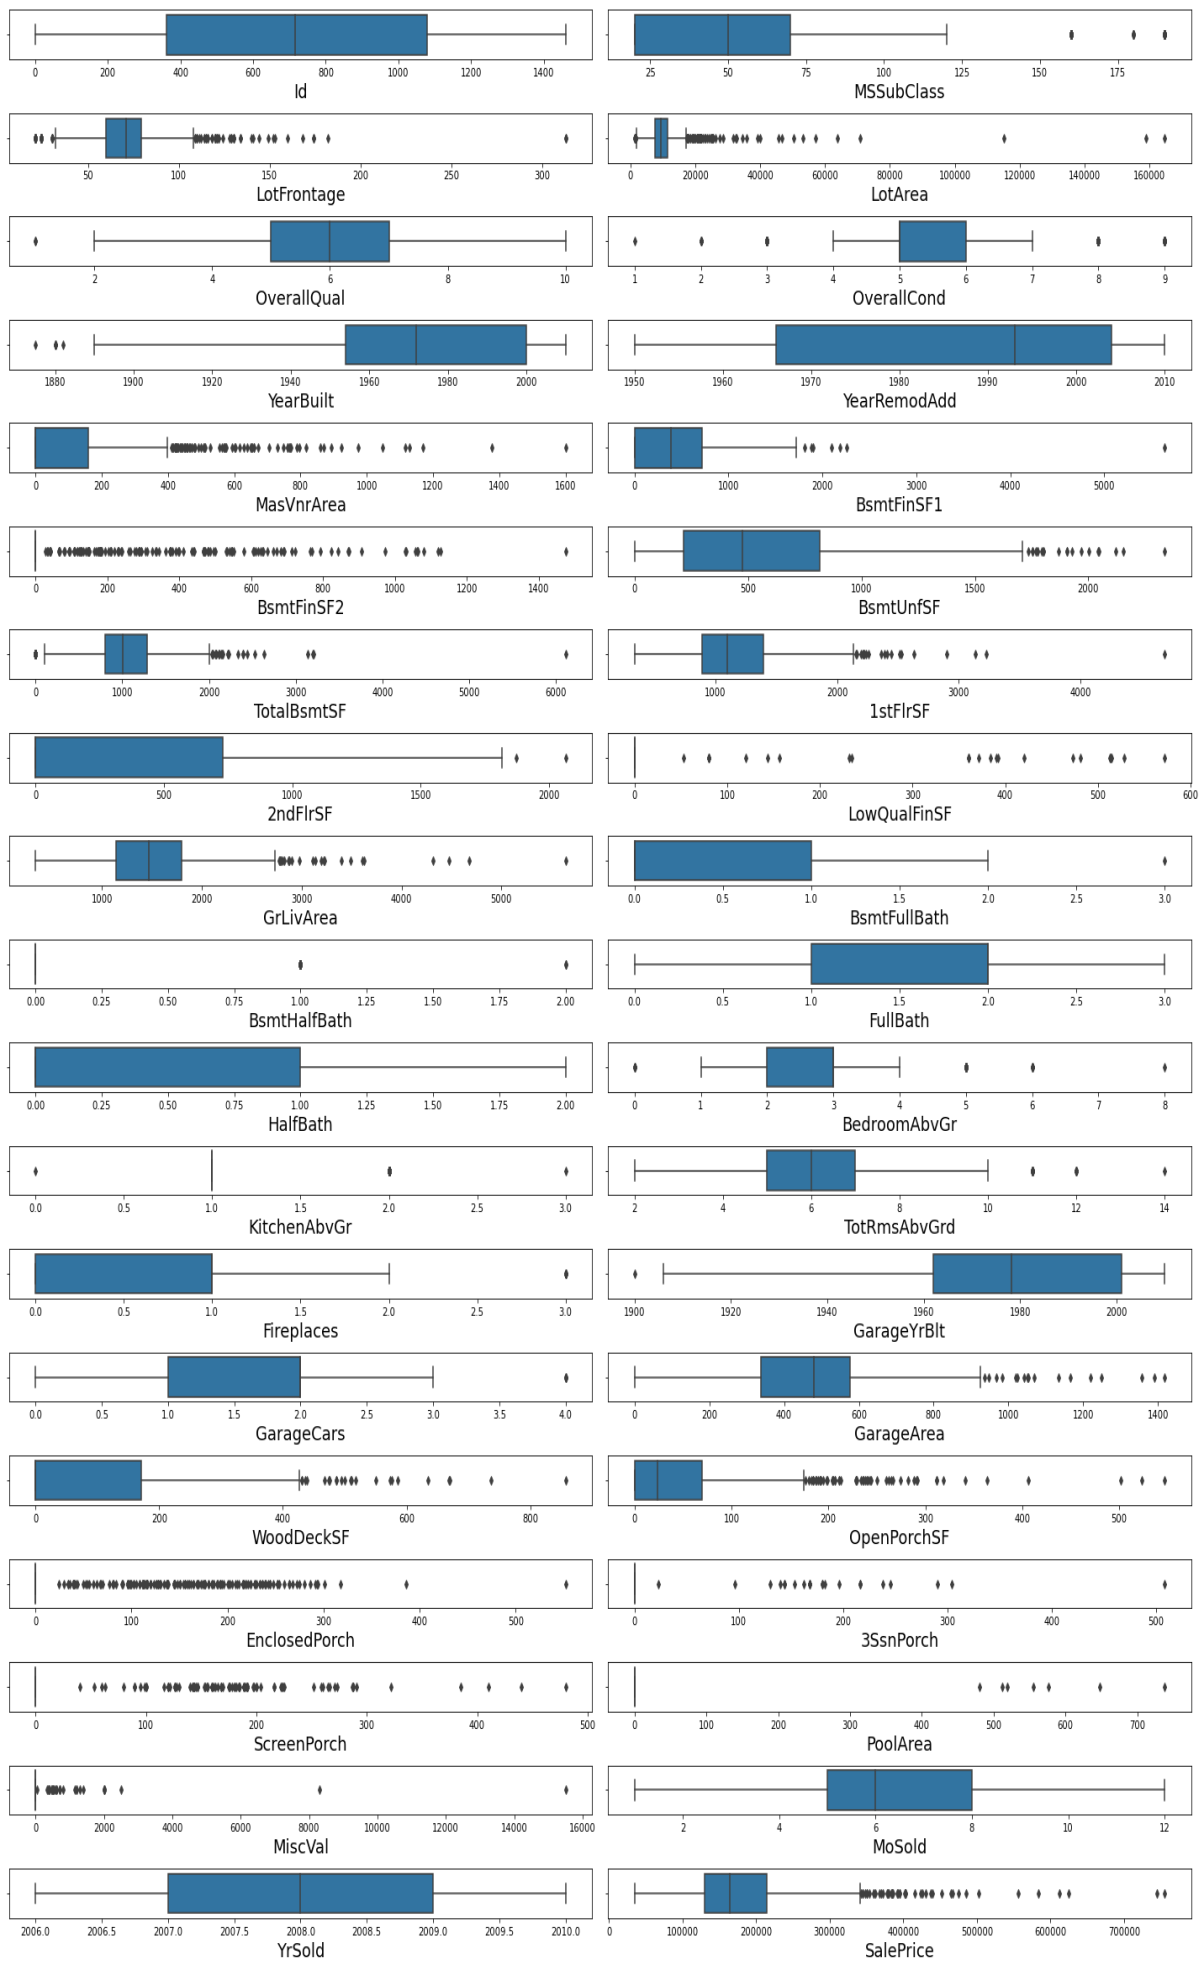 0 200 400 600 800 1000 1200 1400
Id
25 50 75 100 125 150 175
MSSubClass
50 100 150 200 250 300
LotFrontage
0 20000 40000 60000 80000 100000 120000 140000 160000
LotArea
2 4 6 8 10
OverallQual
1 2 3 4 5 6 7 8 9
OverallCond
1880 1900 1920 1940 1960 1980 2000
YearBuilt
1950 1960 1970 1980 1990 2000 2010
YearRemodAdd
0 200 400 600 800 1000 1200 1400 1600
MasVnrArea
0 1000 2000 3000 4000 5000
BsmtFinSF1
0 200 400 600 800 1000 1200 1400
BsmtFinSF2
0 500 1000 1500 2000
BsmtUnfSF
0 1000 2000 3000 4000 5000 6000
TotalBsmtSF
1000 2000 3000 4000
1stFlrSF
0 500 1000 1500 2000
2ndFlrSF
0 100 200 300 400 500 600
LowQualFinSF
1000 2000 3000 4000 5000
GrLivArea
0.0 0.5 1.0 1.5 2.0 2.5 3.0
BsmtFullBath
0.00 0.25 0.50 0.75 1.00 1.25 1.50 1.75 2.00
BsmtHalfBath
0.0 0.5 1.0 1.5 2.0 2.5 3.0
FullBath
0.00 0.25 0.50 0.75 1.00 1.25 1.50 1.75 2.00
HalfBath
0 1 2 3 4 5 6 7 8
BedroomAbvGr
0.0 0.5 1.0 1.5 2.0 2.5 3.0
KitchenAbvGr
2 4 6 8 10 12 14
TotRmsAbvGrd
0.0 0.5 1.0 1.5 2.0 2.5 3.0
Fireplaces
1900 1920 1940 1960 1980 2000
GarageYrBlt
0.0 0.5 1.0 1.5 2.0 2.5 3.0 3.5 4.0
GarageCars
0 200 400 600 800 1000 1200 1400
GarageArea
0 200 400 600 800
WoodDeckSF
0 100 200 300 400 500
OpenPorchSF
0 100 200 300 400 500
EnclosedPorch
0 100 200 300 400 500
3SsnPorch
0 100 200 300 400 500
ScreenPorch
0 100 200 300 400 500 600 700
PoolArea
0 2000 4000 6000 8000 10000 12000 14000 16000
MiscVal
2 4 6 8 10 12
MoSold
2006.0 2006.5 2007.0 2007.5 2008.0 2008.5 2009.0 2009.5 2010.0
YrSold
0 100000 200000 300000 400000 500000 600000 700000
SalePrice